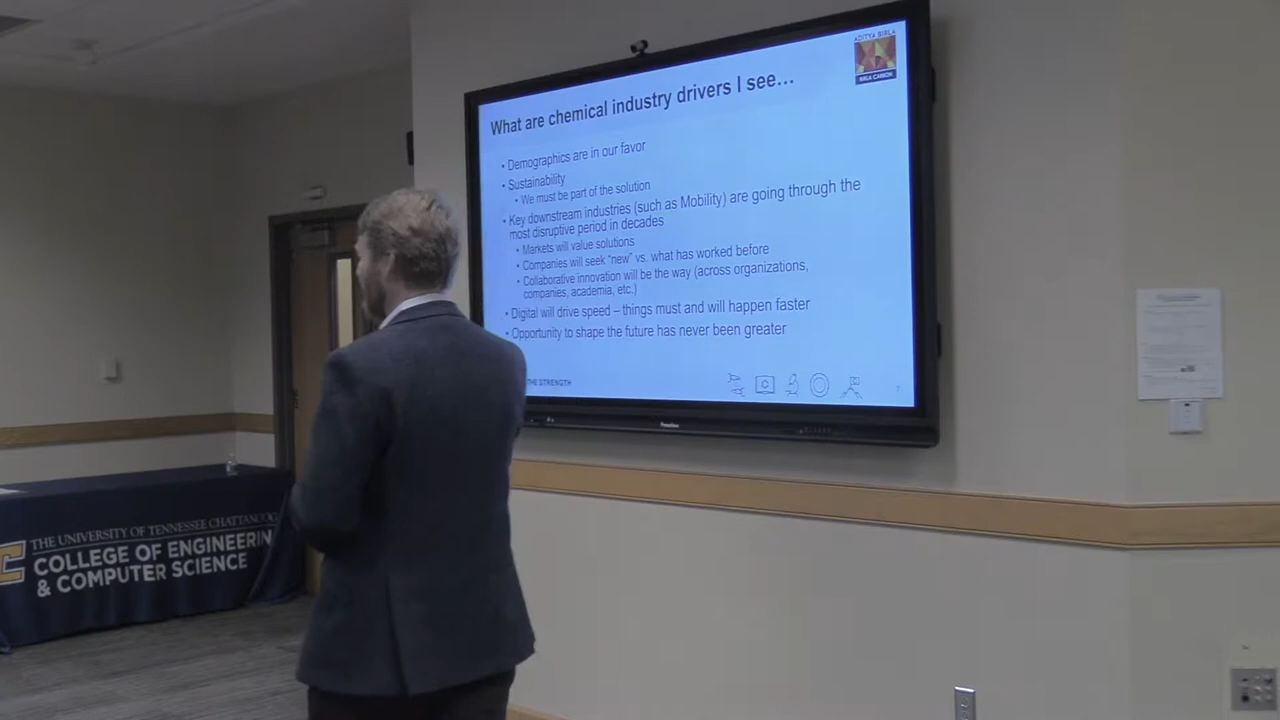 ADITYA BIRLA
BIRLA CARBON
What are chemical industry drivers I see...
• Demographics are in our favor
• Sustainability
• We must be part of the solution
• Key downstream industries (such as Mobility) are going through the
most disruptive period in decades
• Markets will value solutions
• Companies will seek “new” vs. what has worked before
• Collaborative innovation will be the way (across organizations,
companies, academia, etc.)
• Digital will drive speed – things must and will happen faster
• Opportunity to shape the future has never been greater
THE STRENGTH
7
THE UNIVERSITY OF TENNESSEE CHATTANOOG
C COLLEGE OF ENGINEERIN
& COMPUTER SCIENCE